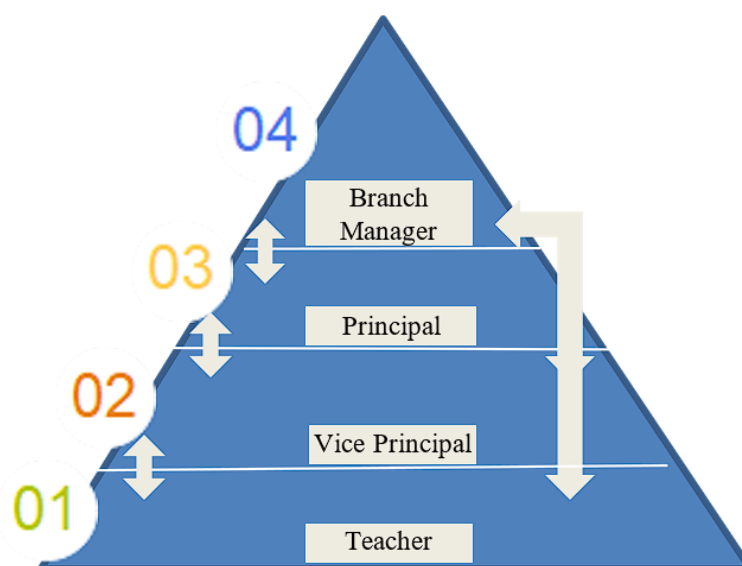 04
Branch
Manager
03
Principal
02
Vice Principal
01
Teacher